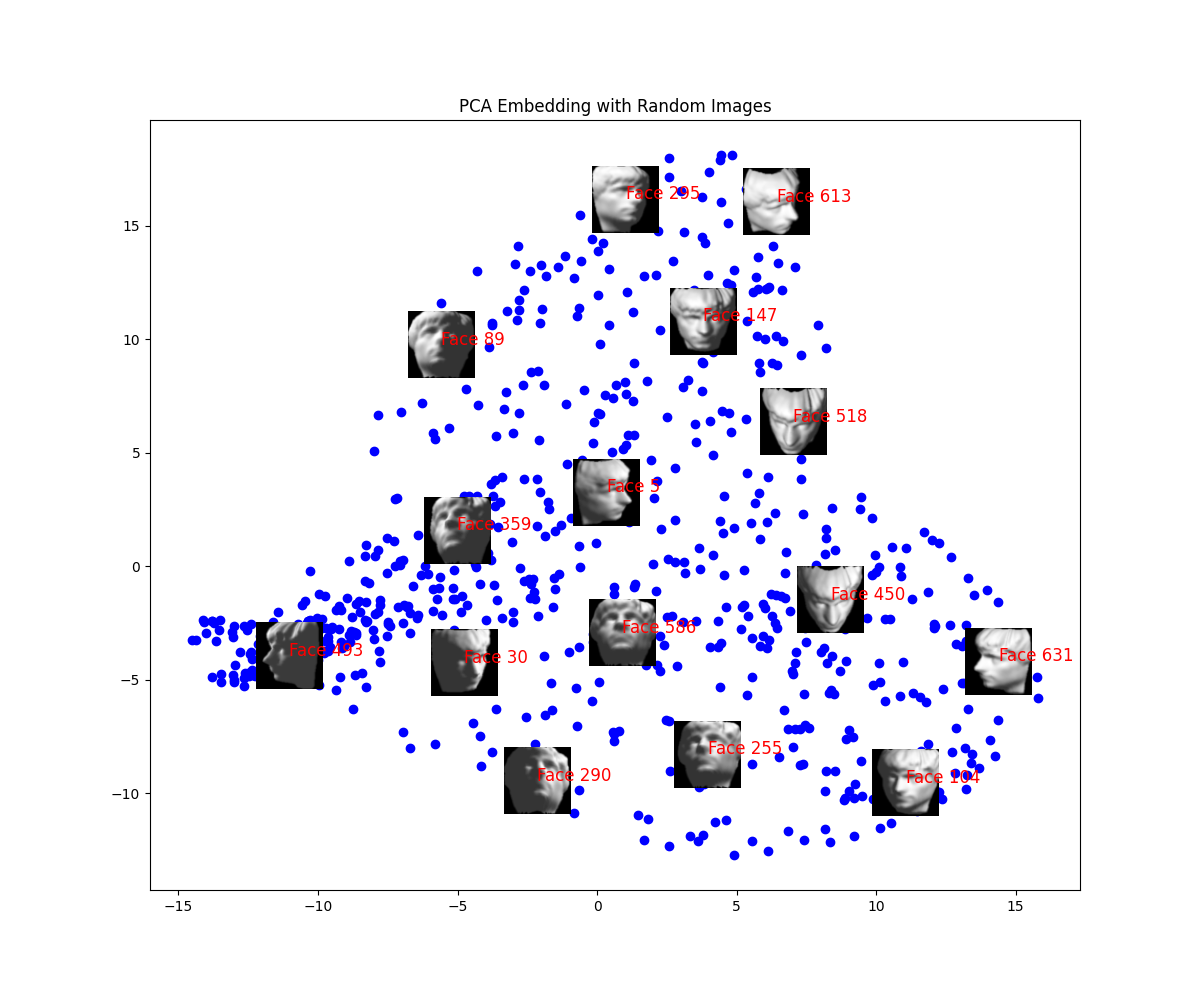 PCA Embedding with Random Images
Face 295
Face 613
Face 147
Face 89
Face 518
Face 5
Face 359
Face 450
Face 586
Face 493
Face 30
Face 631
Face 255
Face 290
Face 104
15
10
5
0
−5
−10
−15
−10
−5
0
5
10
15